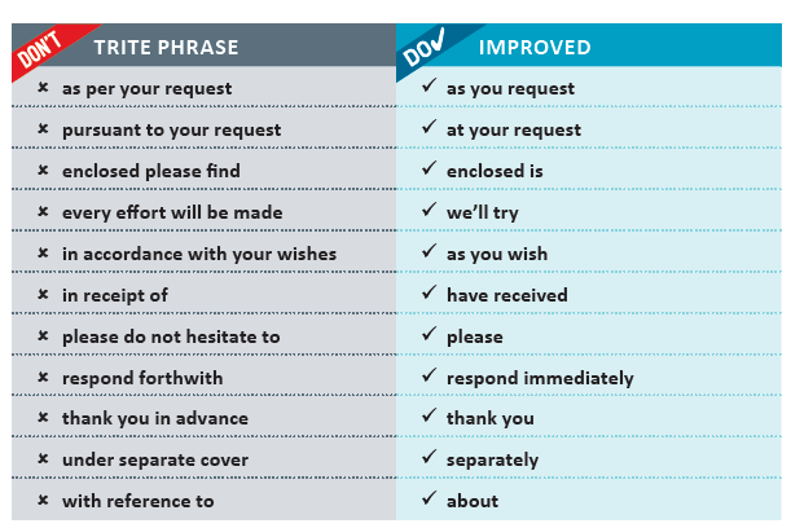 DON'T TRITE PHRASE DO✓ IMPROVED
✘ as per your request ✓ as you request
✘ pursuant to your request ✓ at your request
✘ enclosed please find ✓ enclosed is
✘ every effort will be made ✓ we'll try
✘ in accordance with your wishes ✓ as you wish
✘ in receipt of ✓ have received
✘ please do not hesitate to ✓ please
✘ respond forthwith ✓ respond immediately
✘ thank you in advance ✓ thank you
✘ under separate cover ✓ separately
✘ with reference to ✓ about